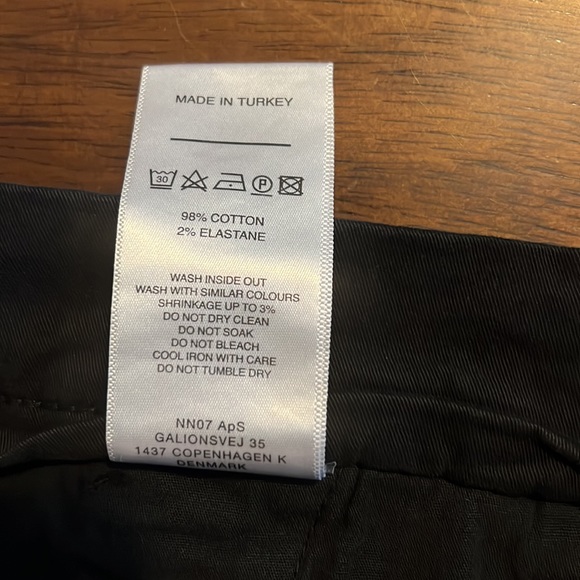 MADE IN TURKEY
30 P
98% COTTON
2% ELASTANE
WASH INSIDE OUT
WASH WITH SIMILAR COLOURS
SHRINKAGE UP TO 3%
DO NOT DRY CLEAN
DO NOT SOAK
DO NOT BLEACH
COOL IRON WITH CARE
DO NOT TUMBLE DRY
NN07 ApS
GALIONSVEJ 35
1437 COPENHAGEN K
DENMARK